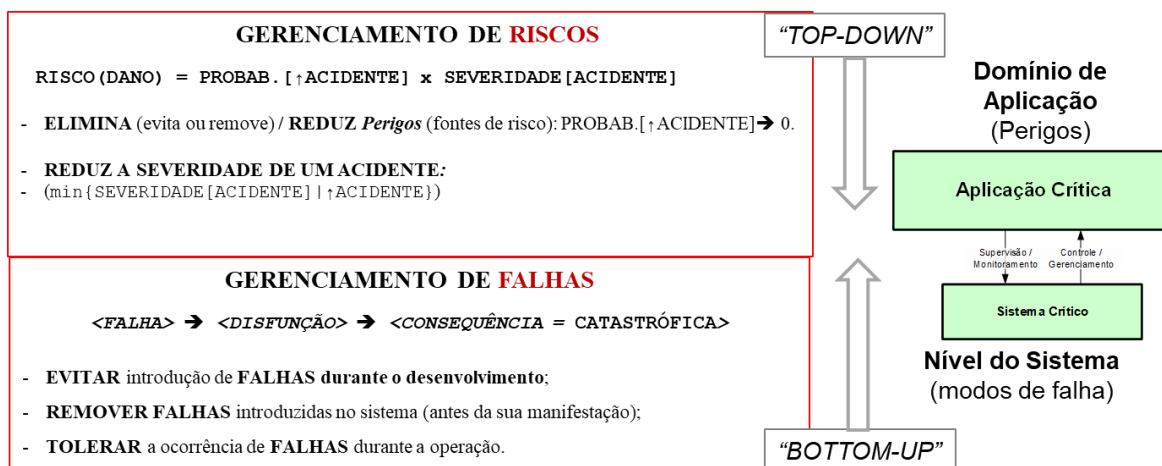 GERENCIAMENTO DE RISCOS
RISCO(DANO) = PROBAB.[↑ACIDENTE] x SEVERIDADE[ACIDENTE]
- ELIMINA (evita ou remove) / REDUZ Perigos (fontes de risco): PROBAB.[↑ACIDENTE]➔ 0.
- REDUZ A SEVERIDADE DE UM ACIDENTE:
- (min{SEVERIDADE[ACIDENTE]|↑ACIDENTE})
GERENCIAMENTO DE FALHAS
<FALHA> ➔ <DISFUNÇÃO> ➔ <CONSEQUÊNCIA = CATASTRÓFICA>
- EVITAR introdução de FALHAS durante o desenvolvimento;
- REMOVER FALHAS introduzidas no sistema (antes da sua manifestação);
- TOLERAR a ocorrência de FALHAS durante a operação.
“TOP-DOWN”
“BOTTOM-UP”
Domínio de
Aplicação
(Perigos)
Aplicação Crítica
Supervisão /
Monitoramento
Controle /
Gerenciamento
Sistema Crítico
Nível do Sistema
(modos de falha)